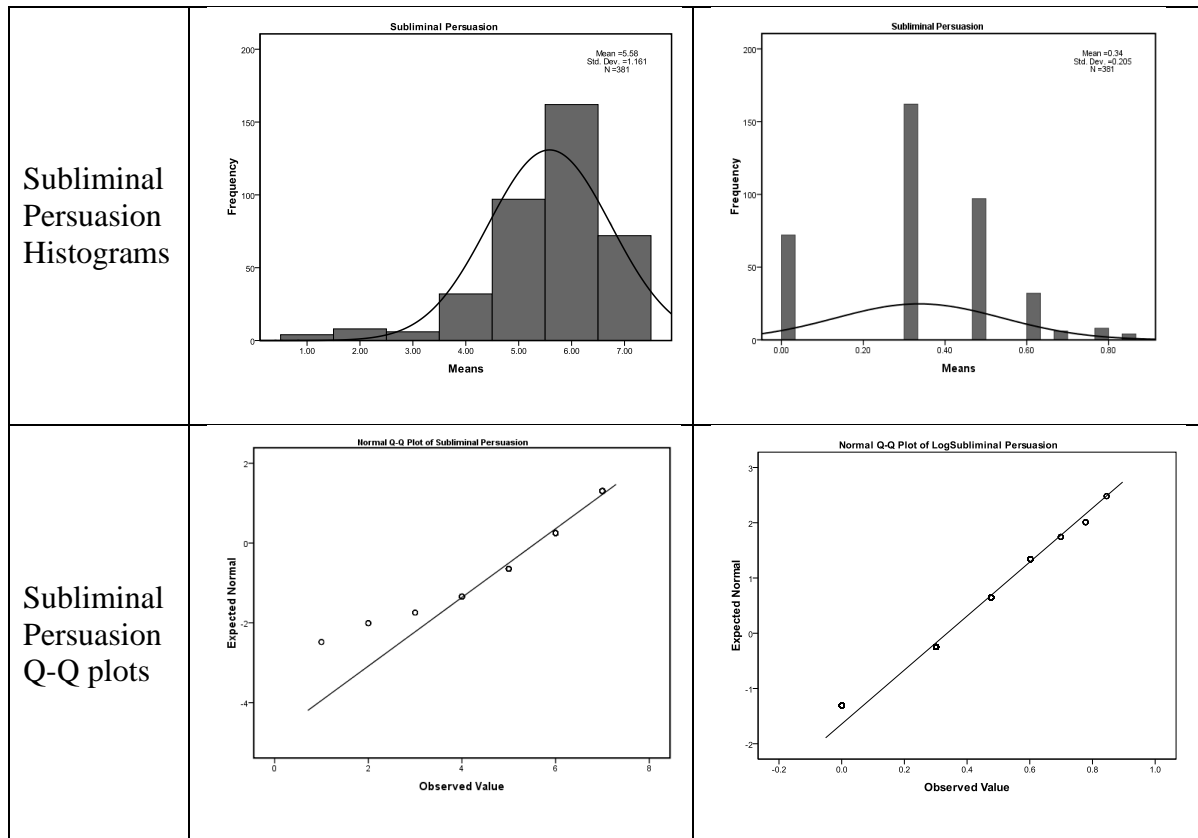 Subliminal
Persuasion
Histograms
Subliminal Persuasion
Mean =5.58
Std. Dev. =1.161
N =381
200
150
100
50
0
Frequency
1.00 2.00 3.00 4.00 5.00 6.00 7.00
Means
Subliminal Persuasion
Mean =0.34
Std. Dev. =0.205
N =381
200
150
100
50
0
Frequency
0.00 0.20 0.40 0.60 0.80
Means
Subliminal
Persuasion
Q-Q plots
Normal Q-Q Plot of Subliminal Persuasion
2
0
-2
-4
Expected Normal
0 2 4 6 8
Observed Value
Normal Q-Q Plot of LogSubliminal Persuasion
3
2
1
0
-1
-2
Expected Normal
-0.2 0.0 0.2 0.4 0.6 0.8 1.0
Observed Value